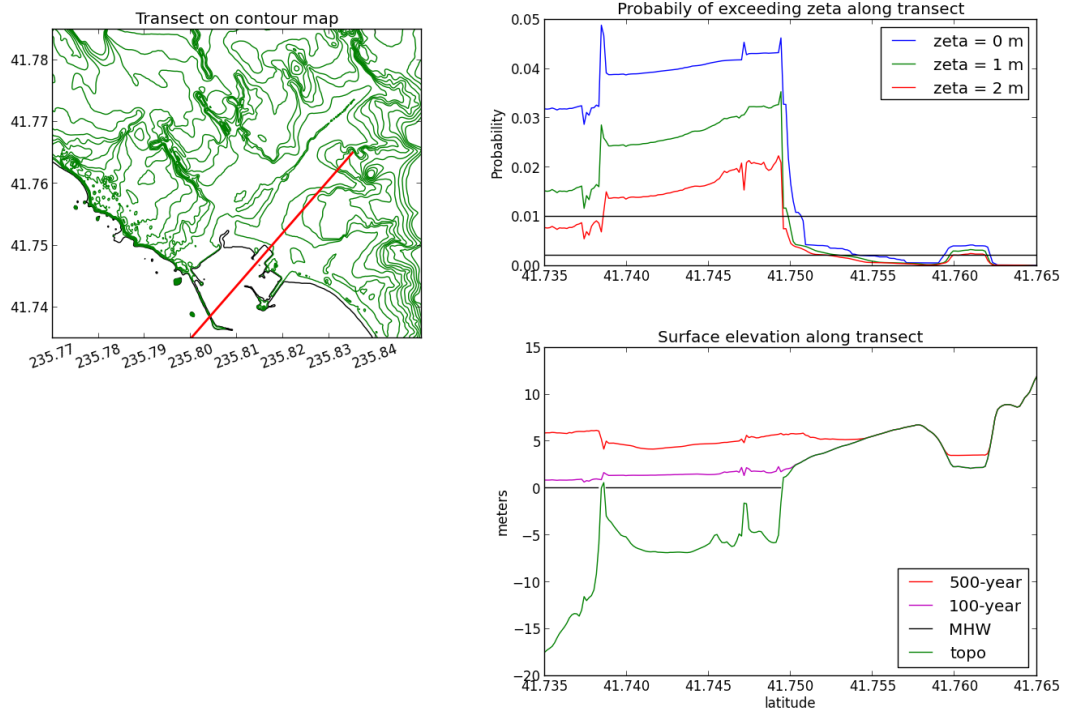 Transect on contour map
41.78
41.77
41.76
41.75
41.74
235.77 235.78 235.79 235.80 235.81 235.82 235.83 235.84
Probabily of exceeding zeta along transect
zeta = 0 m
zeta = 1 m
zeta = 2 m
Probability
0.05
0.04
0.03
0.02
0.01
0.00
41.735 41.740 41.745 41.750 41.755 41.760 41.765
Surface elevation along transect
meters
15
10
5
0
−5
−10
−15
−20
500-year
100-year
MHW
topo
41.735 41.740 41.745 41.750 41.755 41.760 41.765
latitude